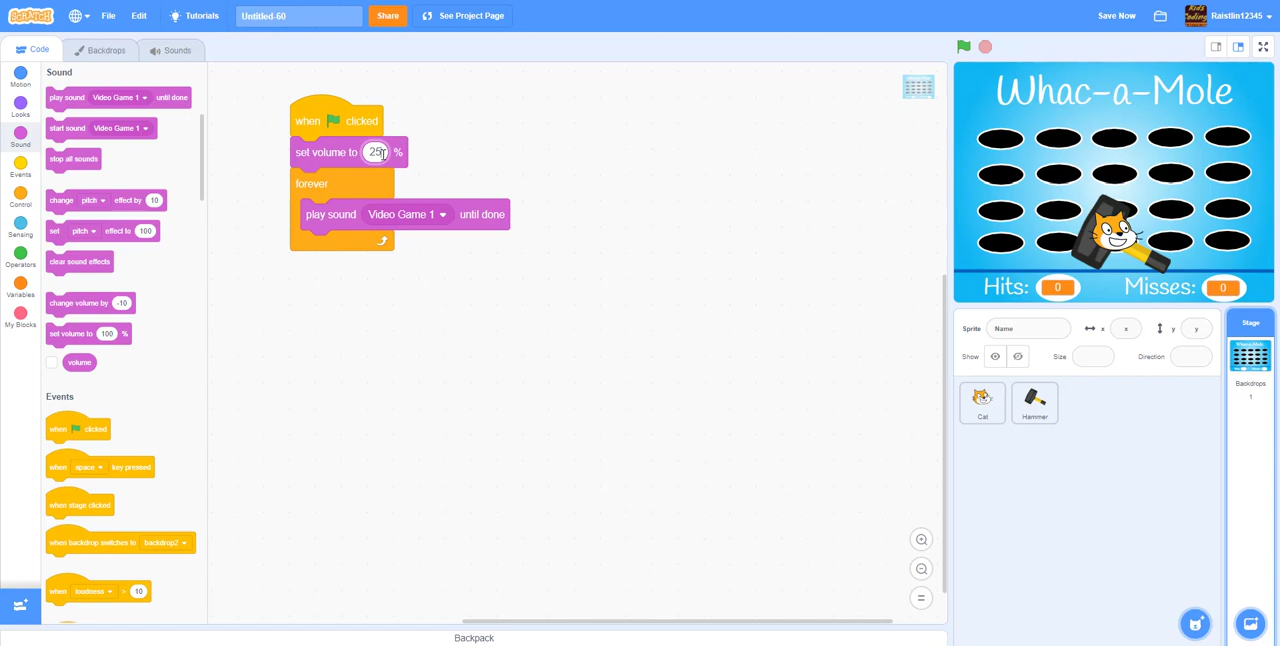 SCRATCH File Edit Tutorials Untitled-60 Share See Project Page Save Now Raistlin12345
Code Backdrops Sounds
Motion
Looks
Sound
Events
Control
Sensing
Operators
Variables
My Blocks
Sound
play sound Video Game 1 until done
start sound Video Game 1
stop all sounds
change pitch effect by 10
set pitch effect to 100
clear sound effects
change volume by -10
set volume to 100 %
volume
Events
when clicked
when space key pressed
when stage clicked
when backdrop switches to backdrop2
when loudness > 10
when clicked
set volume to 25 %
forever
play sound Video Game 1 until done
Whac-a-Mole
Hits: 0 Misses: 0
Sprite Name x x y y
Show Size Direction
Cat
Hammer
Stage
Backdrops
1
Backpack